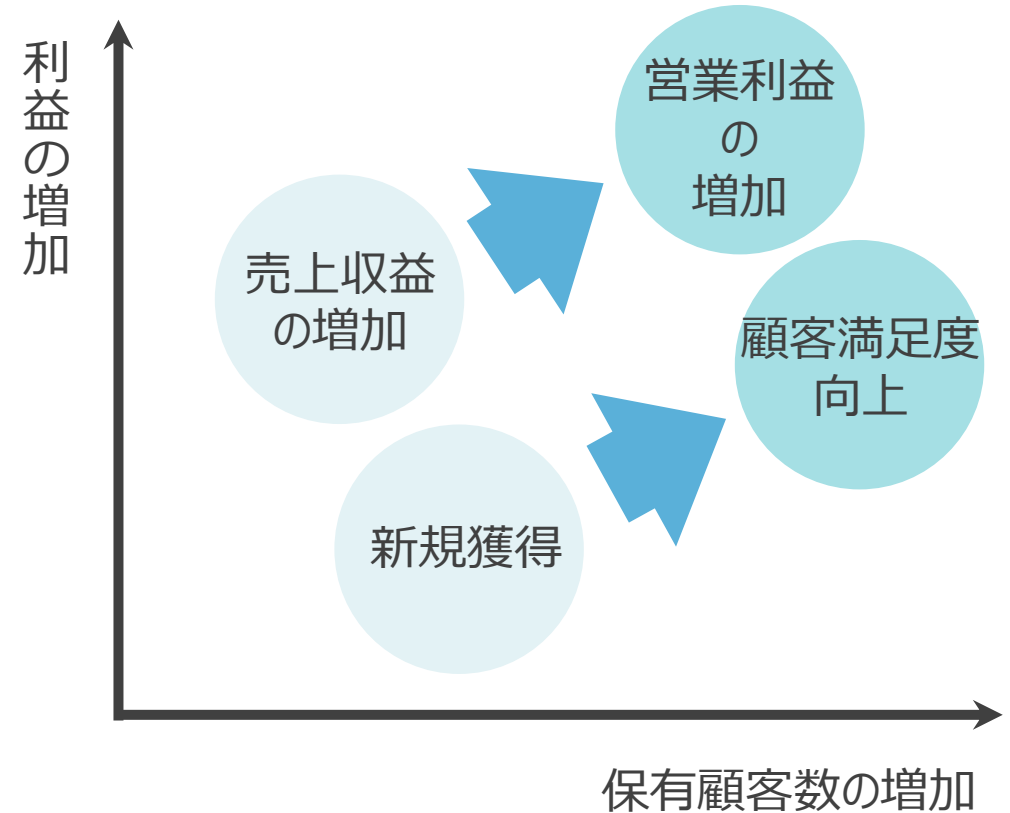 利益の増加
営業利益
の
増加
売上収益
の増加
顧客満足度
向上
新規獲得
保有顧客数の増加